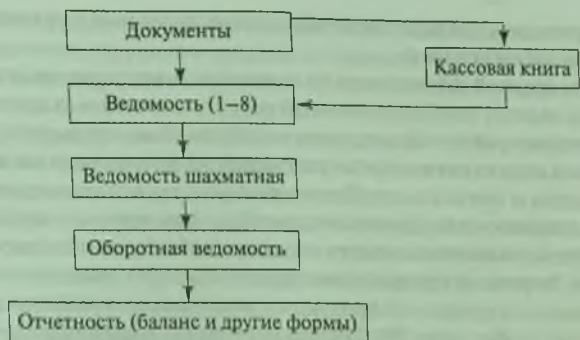 Документы
Кассовая книга
Ведомость (1–8)
Ведомость шахматная
Оборотная ведомость
Отчетность (баланс и другие формы)